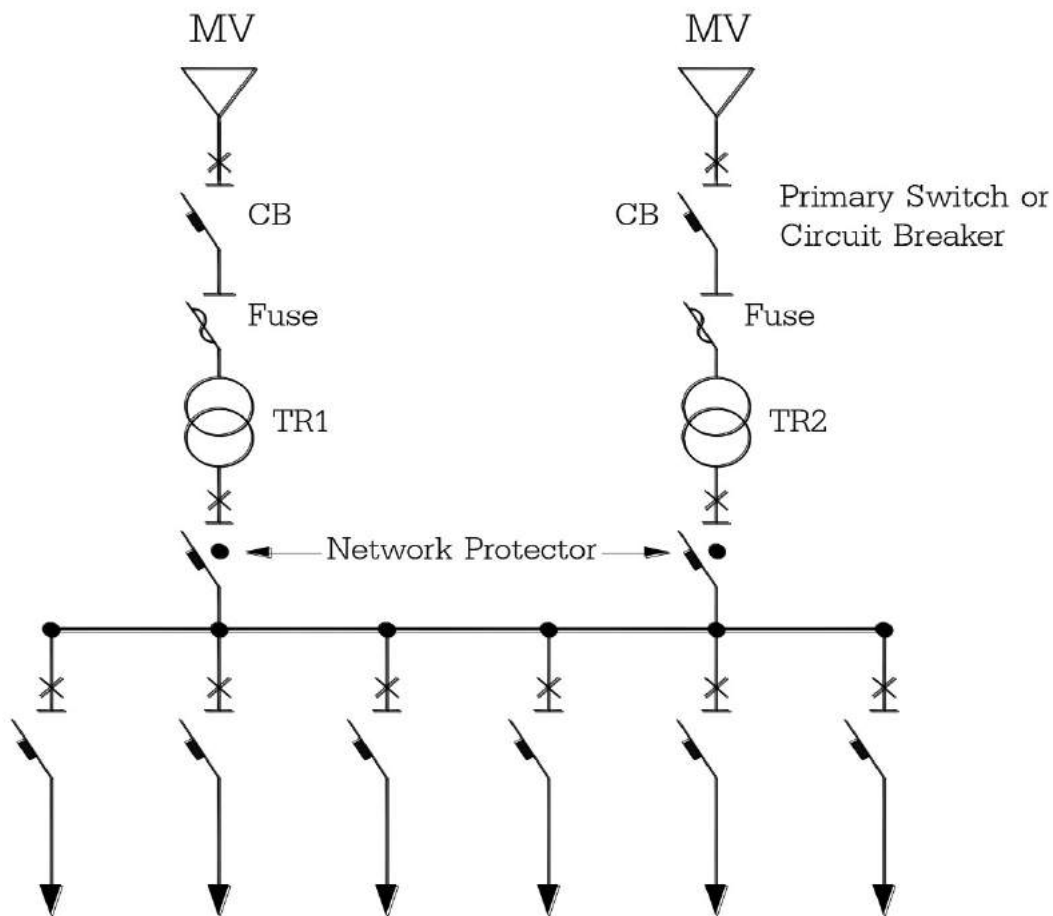 MV
MV
CB
CB
Primary Switch or
Circuit Breaker
Fuse
Fuse
TR1
TR2
Network Protector